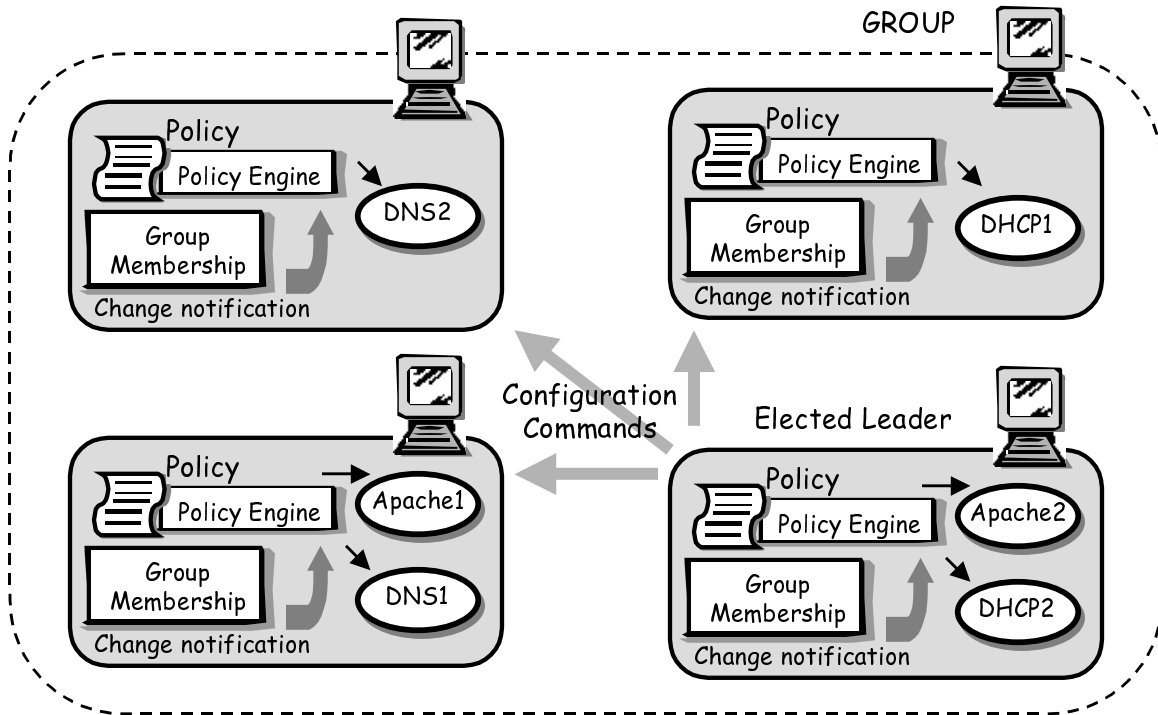 GROUP
Policy
Policy Engine
DNS2
Group
Membership
Change notification
Policy
Policy Engine
DHCP1
Group
Membership
Change notification
Configuration
Commands
Elected Leader
Policy
Policy Engine
Apache1
Group
Membership
DNS1
Change notification
Policy
Policy Engine
Apache2
Group
Membership
DHCP2
Change notification